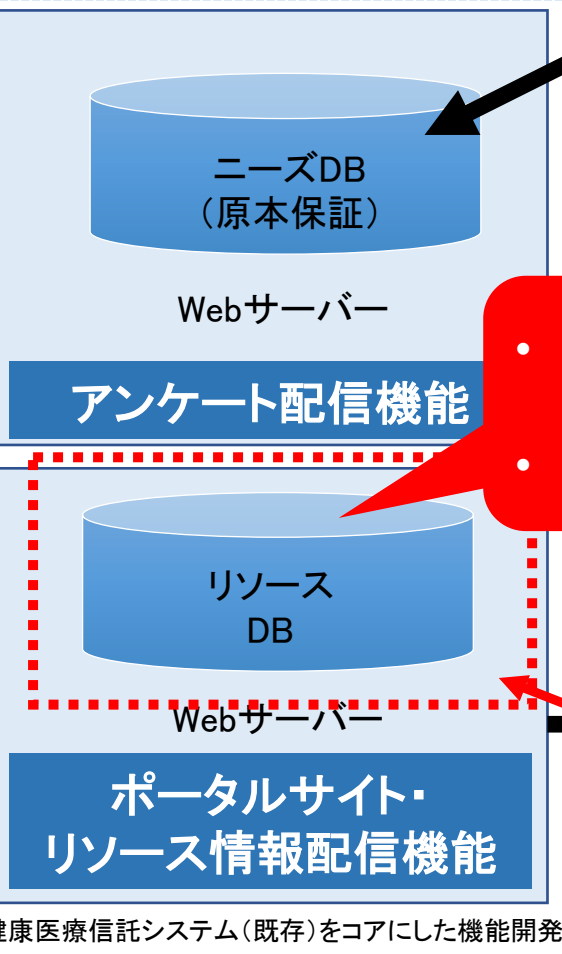 ニーズDB
（原本保証）
Webサーバー
アンケート配信機能
•
•
リソース
DB
Webサーバー
ポータルサイト・
リソース情報配信機能
健康医療信託システム（既存）をコアにした機能開発